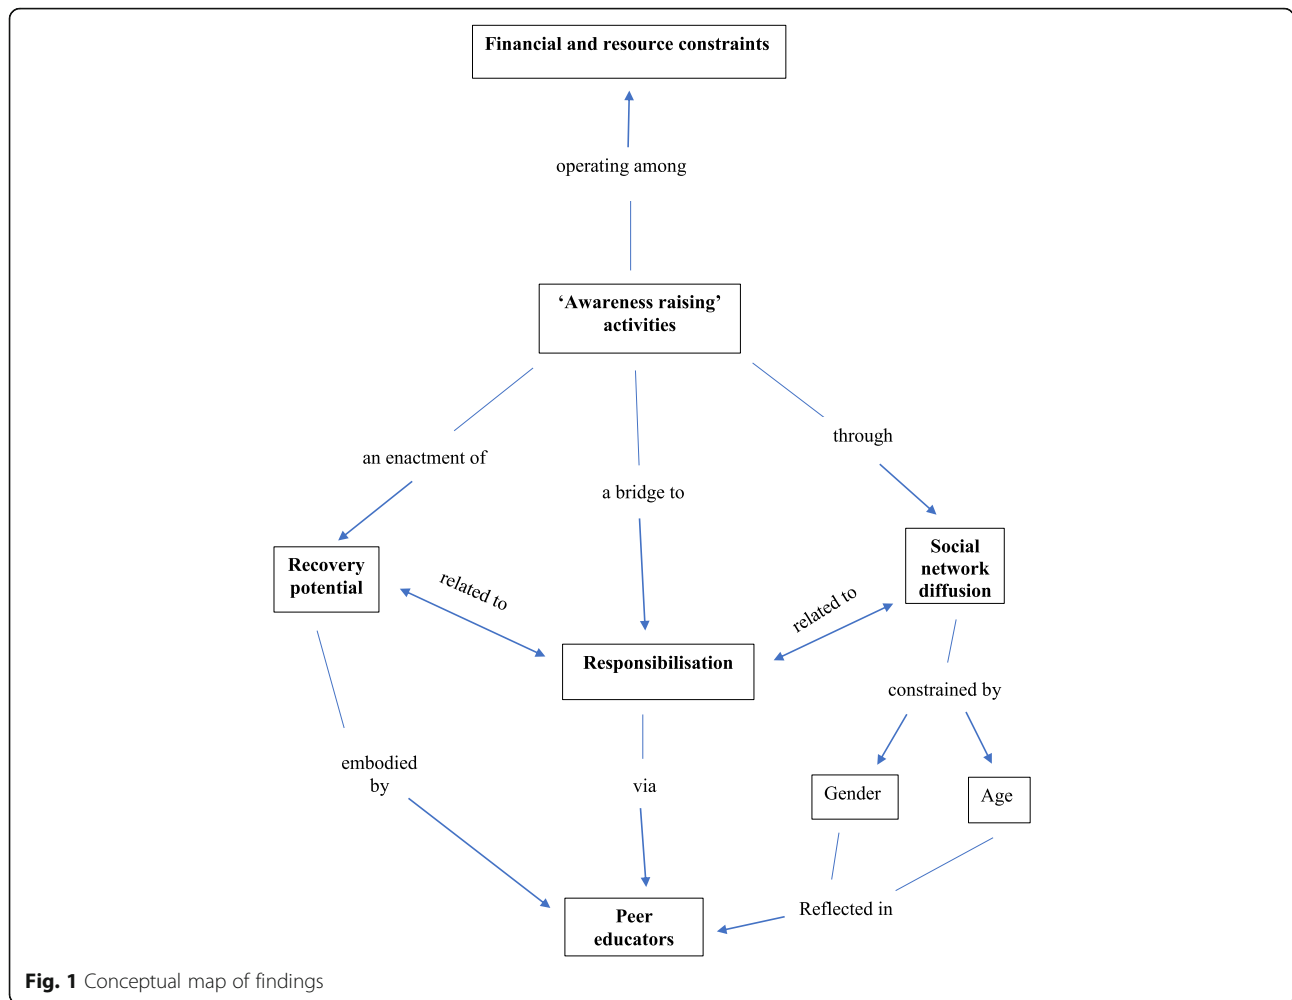 Financial and resource constraints
operating among
‘Awareness raising’
activities
through
an enactment of
a bridge to
Social
network
diffusion
Recovery
potential
related to
related to
Responsibilisation
constrained by
embodied
by
via
Gender
Age
Reflected in
Peer
educators
Fig. 1 Conceptual map of findings